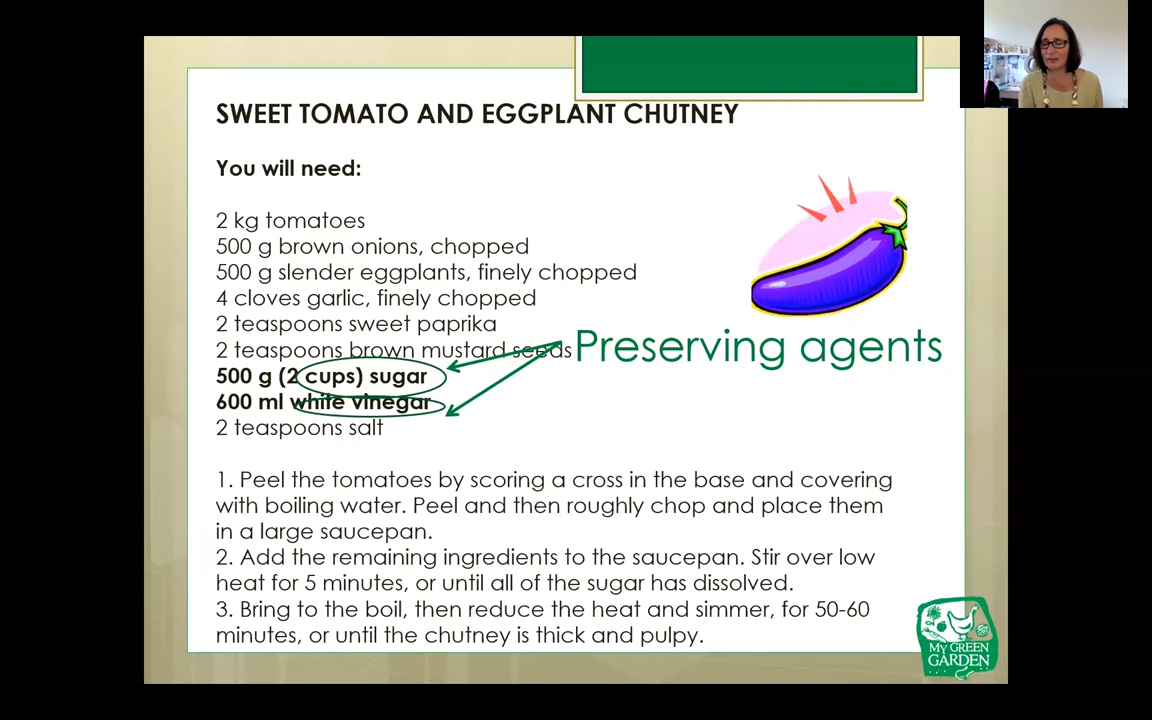 SWEET TOMATO AND EGGPLANT CHUTNEY
You will need:
2 kg tomatoes
500 g brown onions, chopped
500 g slender eggplants, finely chopped
4 cloves garlic, finely chopped
2 teaspoons sweet paprika
2 teaspoons brown mustard seeds
Preserving agents
500 g (2 cups) sugar
600 ml white vinegar
2 teaspoons salt
1. Peel the tomatoes by scoring a cross in the base and covering
with boiling water. Peel and then roughly chop and place them
in a large saucepan.
2. Add the remaining ingredients to the saucepan. Stir over low
heat for 5 minutes, or until all of the sugar has dissolved.
3. Bring to the boil, then reduce the heat and simmer, for 50-60
minutes, or until the chutney is thick and pulpy.
MY GREEN
GARDEN